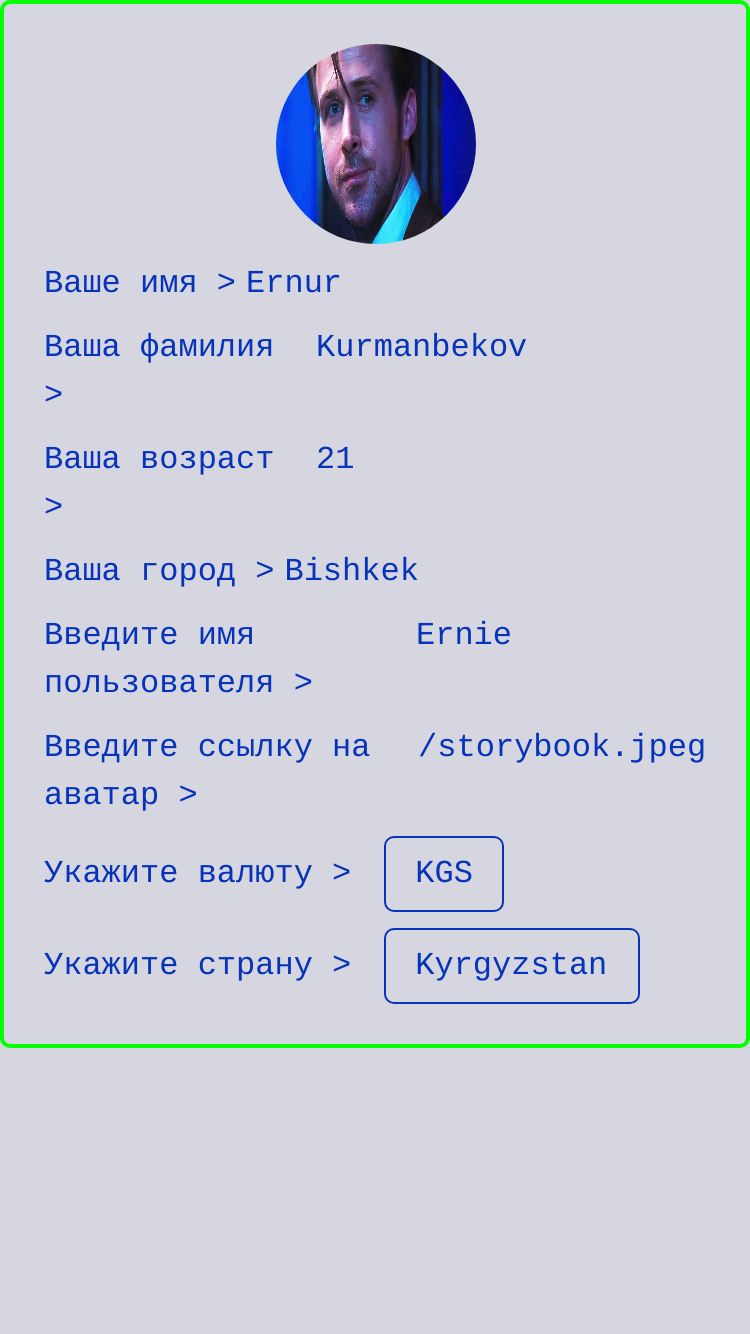 Ваше имя > Ernur
Ваша фамилия Kurmanbekov
>
Ваша возраст 21
>
Ваша город > Bishkek
Введите имя Ernie
пользователя >
Введите ссылку на /storybook.jpeg
аватар >
Укажите валюту > KGS
Укажите страну > Kyrgyzstan